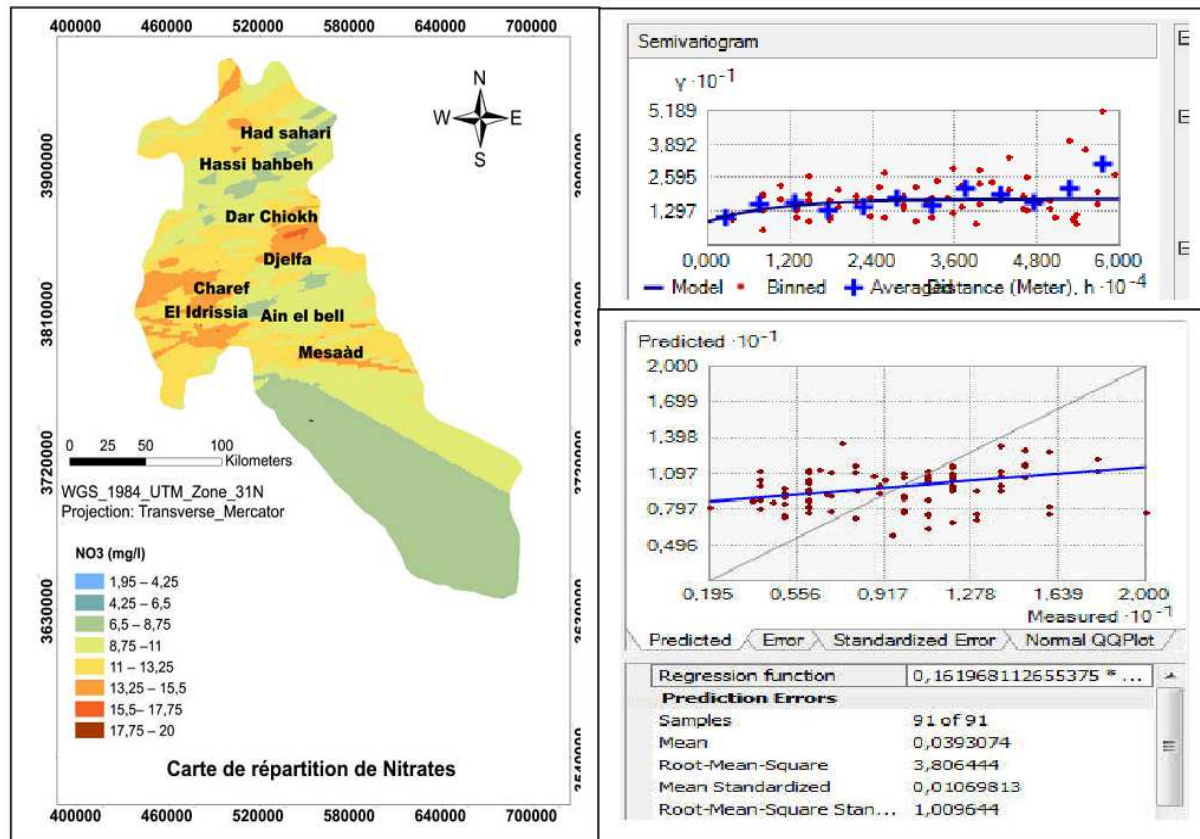 400000 460000 520000 580000 640000 700000
N
W E
S
Had sahari
Hassi bahbeh
Dar Chiokh
Djelfa
Charef
El Idrissia
Ain el bell
Mesaàd
3900000
3810000
3720000
3630000
3540000
3900000
3810000
3720000
3630000
3540000
0 25 50 100
Kilometers
WGS_1984_UTM_Zone_31N
Projection: Transverse_Mercator
NO3 (mg/l)
1,95 – 4,25
4,25 – 6,5
6,5 – 8,75
8,75 – 11
11 – 13,25
13,25 – 15,5
15,5– 17,75
17,75 – 20
Carte de répartition de Nitrates
400000 460000 520000 580000 640000 700000
Semivariogram
γ ·10⁻¹
5,189
3,892
2,595
1,297
0,000 1,200 2,400 3,600 4,800 6,000
Model Binned Averaged Distance (Meter), h ·10⁻⁴
Predicted ·10⁻¹
2,000
1,699
1,398
1,097
0,797
0,496
0,195 0,556 0,917 1,278 1,639 2,000
Measured ·10⁻¹
Predicted Error Standardized Error Normal QQPlot
Regression function 0,161968112655375 * ...
Prediction Errors
Samples 91 of 91
Mean 0,0393074
Root-Mean-Square 3,806444
Mean Standardized 0,01069813
Root-Mean-Square Stan... 1,009644